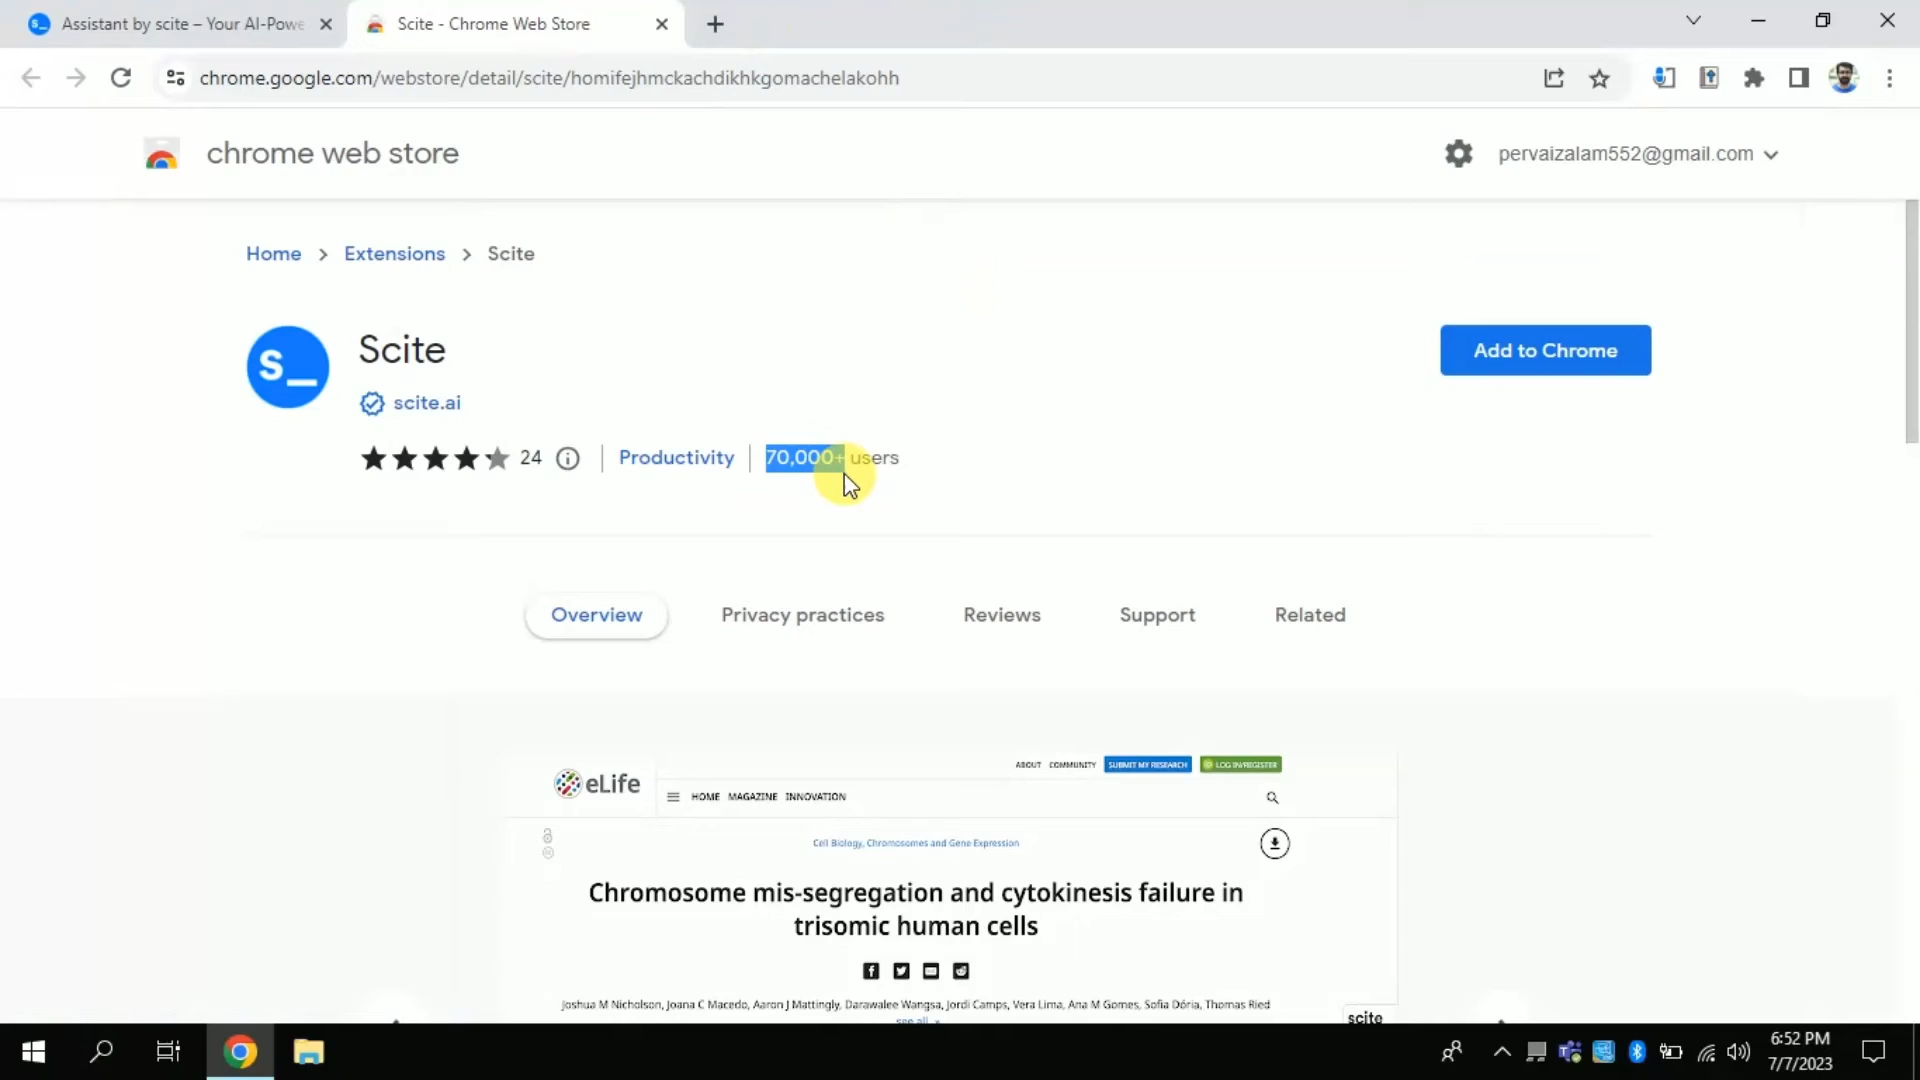 Assistant by scite – Your AI-Powe
Scite - Chrome Web Store
chrome.google.com/webstore/detail/scite/homifejhmckachdikhkgomachelakohh
chrome web store
pervaizalam552@gmail.com
Home > Extensions > Scite
s_
Scite
Add to Chrome
scite.ai
24
Productivity
70,000+ users
Overview
Privacy practices
Reviews
Support
Related
ABOUT COMMUNITY SUBMIT MY RESEARCH LOG IN/REGISTER
eLife
HOME MAGAZINE INNOVATION
Cell Biology, Chromosomes and Gene Expression
Chromosome mis-segregation and cytokinesis failure in
trisomic human cells
Joshua M Nicholson, Joana C Macedo, Aaron J Mattingly, Darawalee Wangsa, Jordi Camps, Vera Lima, Ana M Gomes, Sofia Dória, Thomas Ried
see all
scite
6:52 PM
7/7/2023